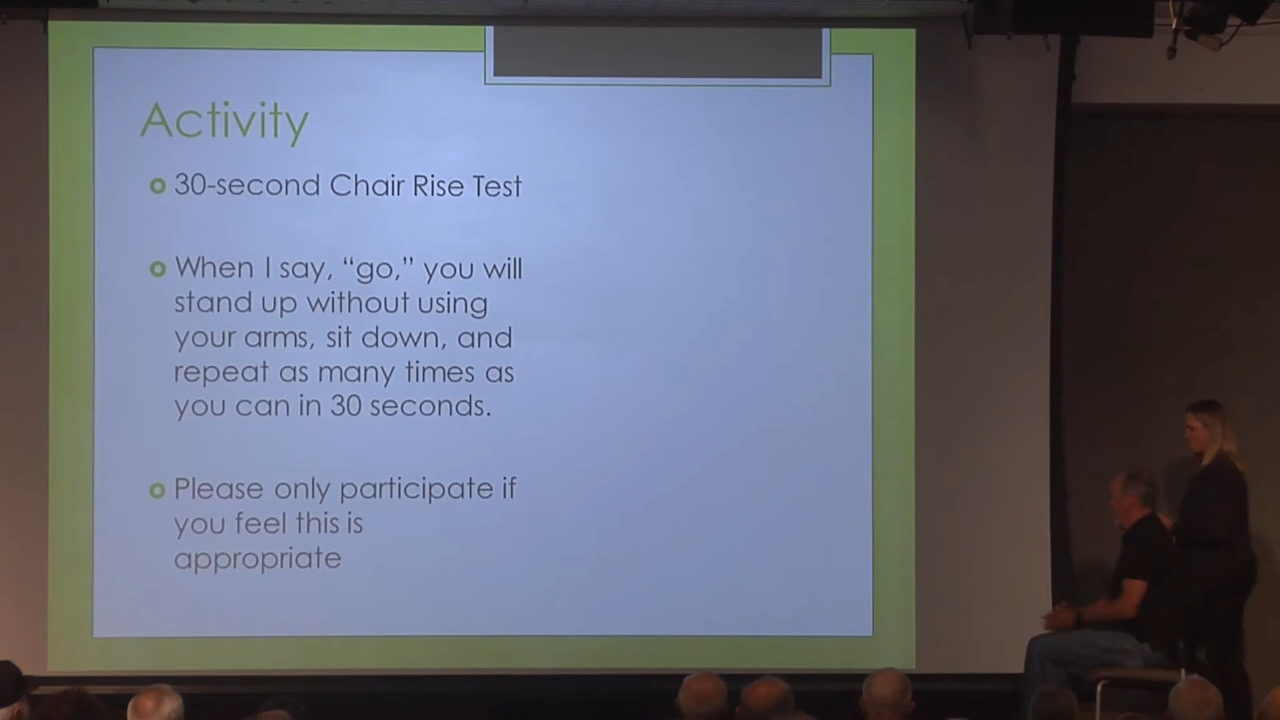 Activity
30-second Chair Rise Test
When I say, “go,” you will
stand up without using
your arms, sit down, and
repeat as many times as
you can in 30 seconds.
Please only participate if
you feel this is
appropriate